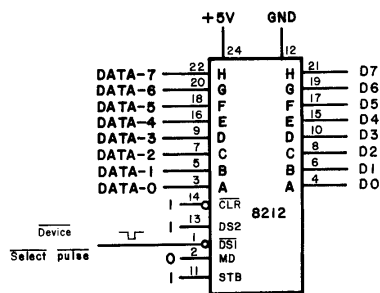 +5V GND
24 12
DATA-7 22 H H 21 D7
DATA-6 20 G G 19 D6
DATA-5 18 F F 17 D5
DATA-4 16 E E 15 D4
DATA-3 9 D D 10 D3
DATA-2 7 C C 8 D2
DATA-1 5 B B 6 D1
DATA-0 3 A A 4 D0
1 14 CLR
8212
1 13 DS2
Device
1 DS1
Select pulse
0 2 MD
1 11 STB